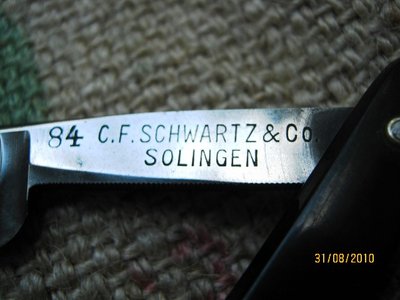 84 C.F. SCHWARTZ & Co.
SOLINGEN
31/08/2010